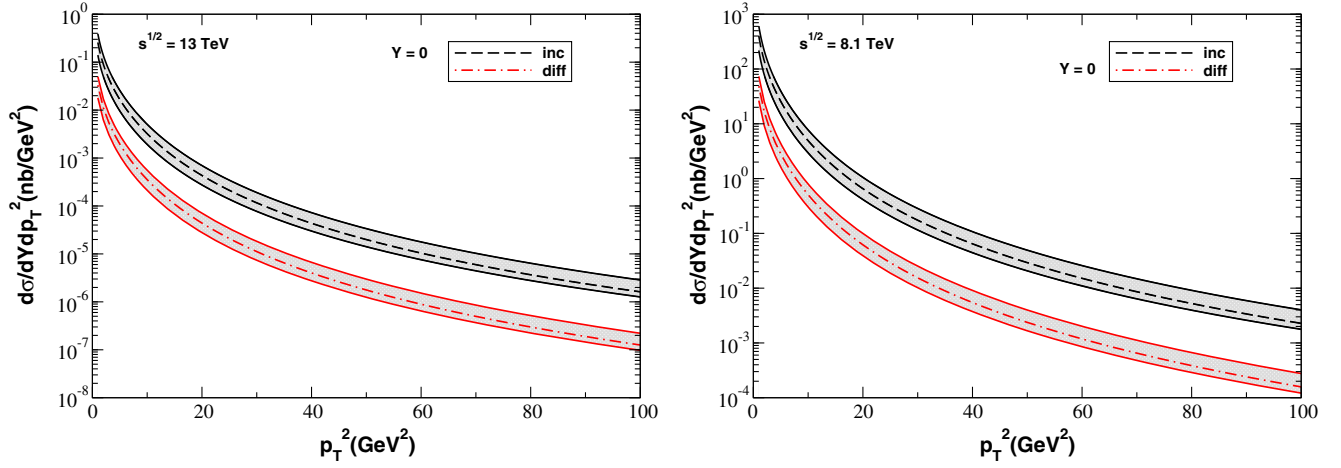 10^0
10^-1
10^-2
10^-3
10^-4
10^-5
10^-6
10^-7
10^-8
dσ/dYdp_T^2(nb/GeV^2)
s^1/2 = 13 TeV
Y = 0
inc
diff
0 20 40 60 80 100
p_T^2(GeV^2)
10^4
10^3
10^2
10^1
10^0
10^-1
10^-2
10^-3
10^-4
dσ/dYdp_T^2(nb/GeV^2)
s^1/2 = 8.1 TeV
Y = 0
inc
diff
0 20 40 60 80 100
p_T^2(GeV^2)